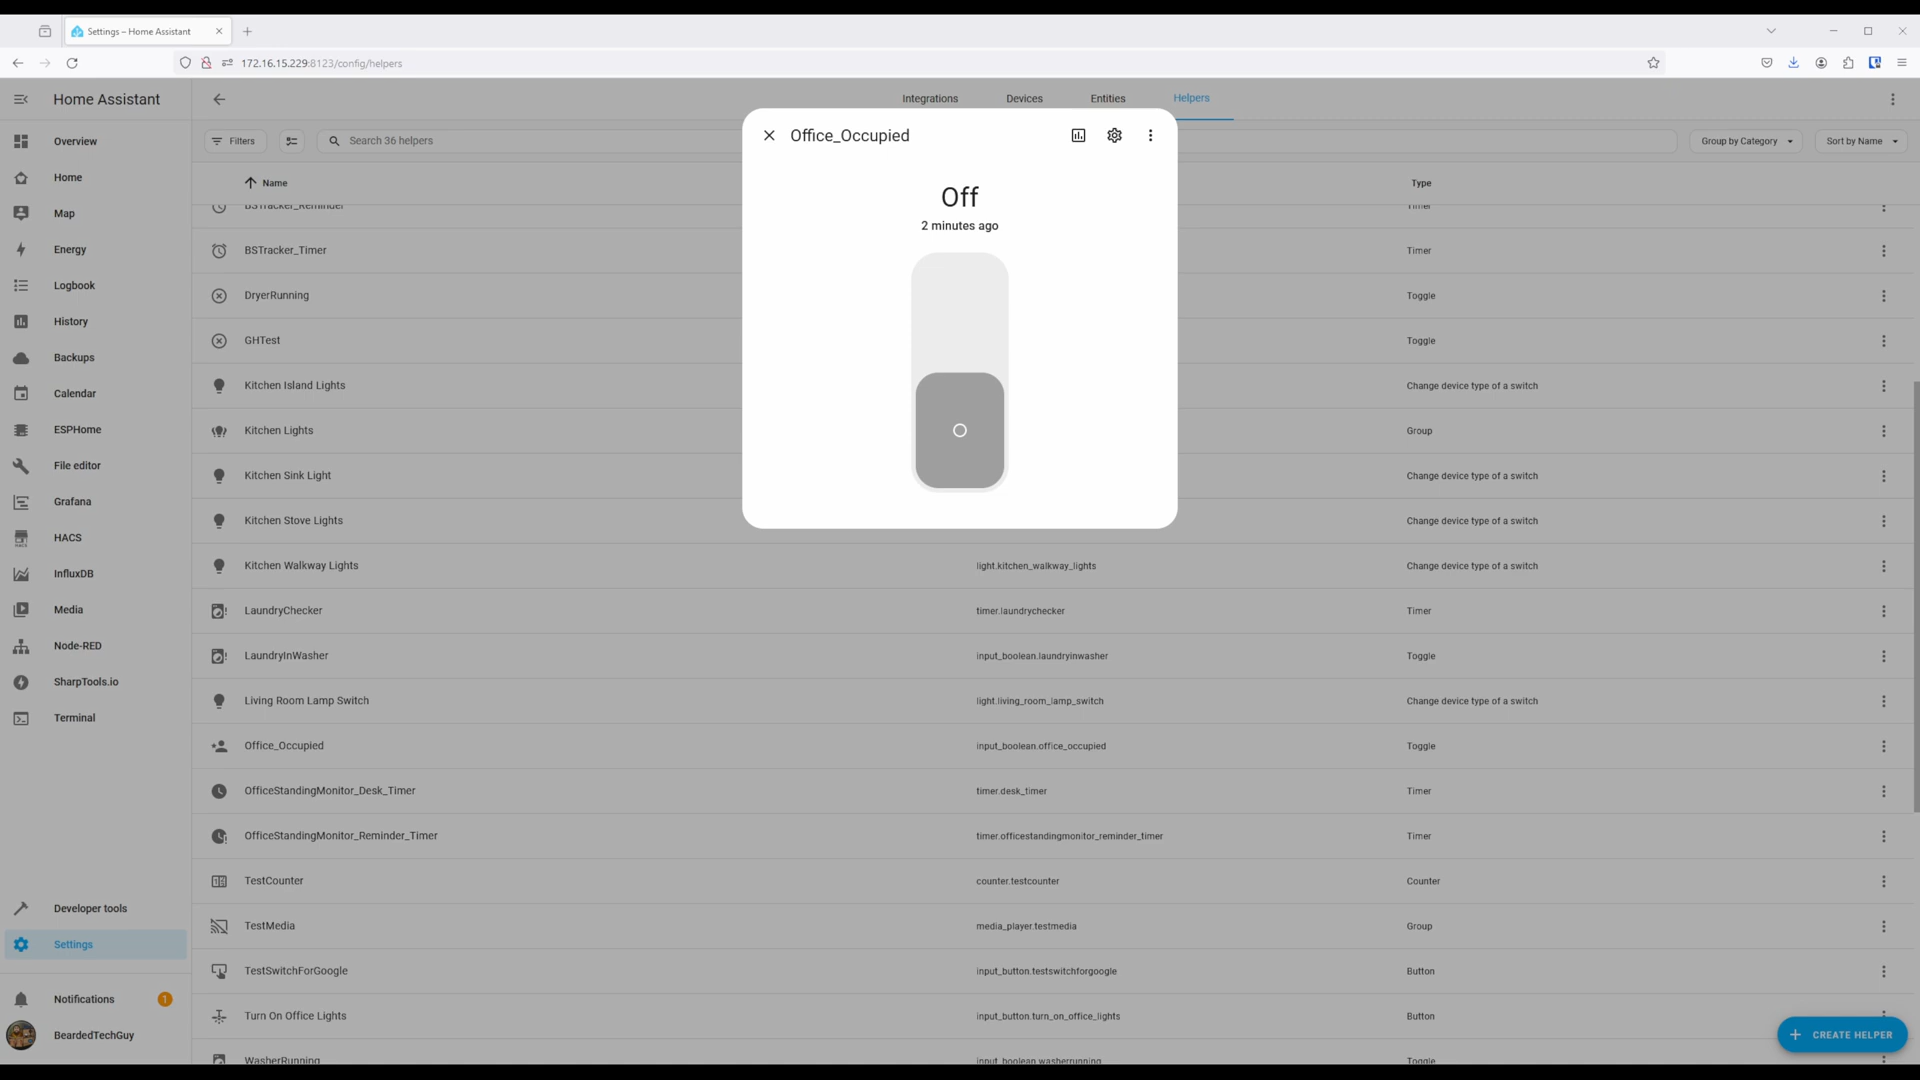 Settings – Home Assistant
172.16.15.229:8123/config/helpers
Home Assistant
Integrations
Devices
Entities
Helpers
Overview
Home
Map
Energy
Logbook
History
Backups
Calendar
ESPHome
File editor
Grafana
HACS
HACS
InfluxDB
Media
Node-RED
SharpTools.io
Terminal
Developer tools
Settings
Notifications
1
BeardedTechGuy
Filters
Search 36 helpers
Group by Category
Sort by Name
Name
Type
BSTracker_Reminder Timer
BSTracker_Timer Timer
DryerRunning Toggle
GHTest Toggle
Kitchen Island Lights Change device type of a switch
Kitchen Lights Group
Kitchen Sink Light Change device type of a switch
Kitchen Stove Lights Change device type of a switch
Kitchen Walkway Lights light.kitchen_walkway_lights Change device type of a switch
LaundryChecker timer.laundrychecker Timer
LaundryInWasher input_boolean.laundryinwasher Toggle
Living Room Lamp Switch light.living_room_lamp_switch Change device type of a switch
Office_Occupied input_boolean.office_occupied Toggle
OfficeStandingMonitor_Desk_Timer timer.desk_timer Timer
OfficeStandingMonitor_Reminder_Timer timer.officestandingmonitor_reminder_timer Timer
TestCounter counter.testcounter Counter
TestMedia media_player.testmedia Group
TestSwitchForGoogle input_button.testswitchforgoogle Button
Turn On Office Lights input_button.turn_on_office_lights Button
WasherRunning input_boolean.washerrunning Toggle
CREATE HELPER
Office_Occupied
Off
2 minutes ago